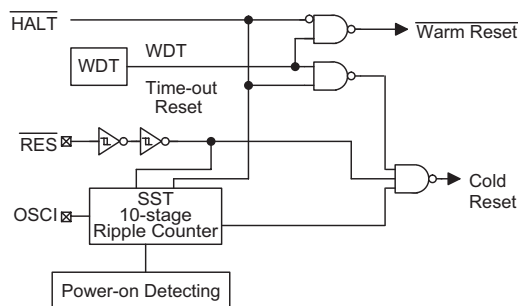 HALT
Warm Reset
WDT
WDT
Time-out
Reset
RES
Cold
Reset
OSCI
SST
10-stage
Ripple Counter
Power-on Detecting